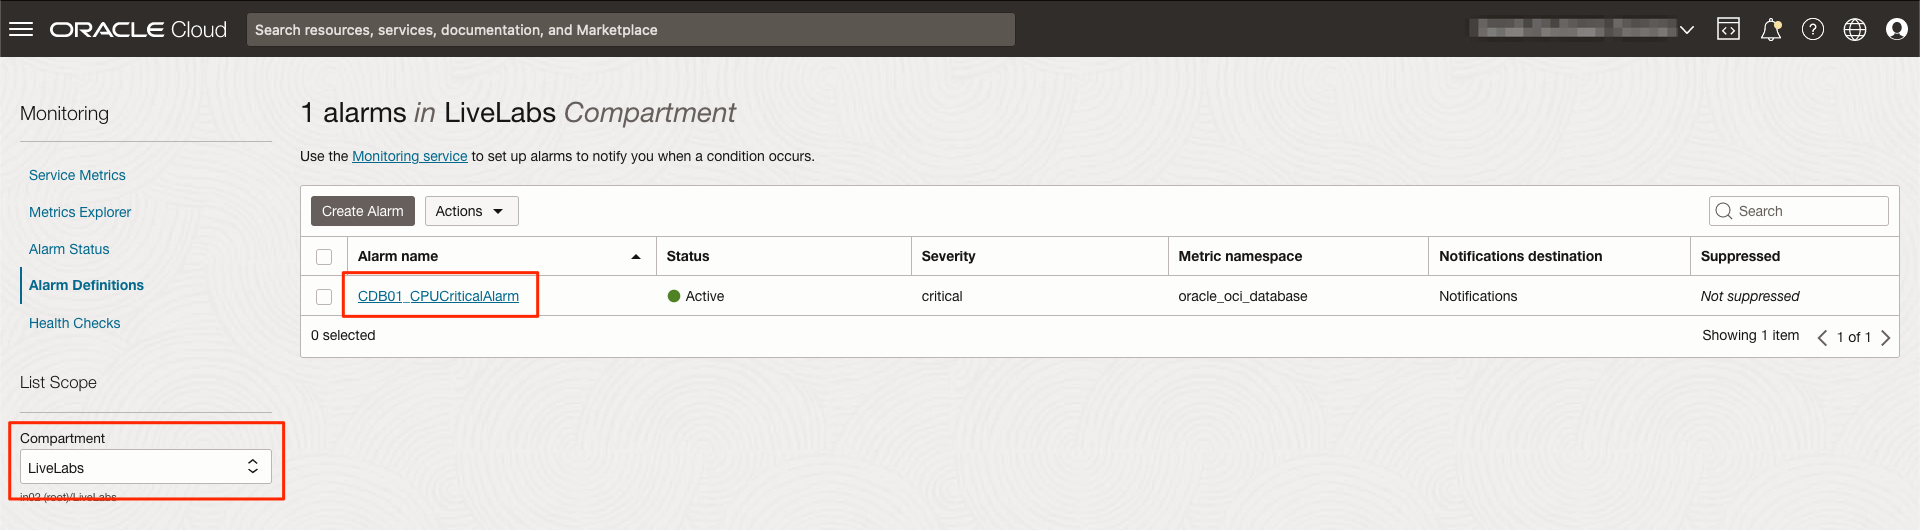 ORACLE Cloud
Search resources, services, documentation, and Marketplace
Monitoring
Service Metrics
Metrics Explorer
Alarm Status
Alarm Definitions
Health Checks
List Scope
Compartment
LiveLabs
in02 (root)/LiveLabs
1 alarms in LiveLabs Compartment
Use the Monitoring service to set up alarms to notify you when a condition occurs.
Create Alarm Actions
Search
Alarm name Status Severity Metric namespace Notifications destination Suppressed
CDB01_CPUCriticalAlarm Active critical oracle_oci_database Notifications Not suppressed
0 selected Showing 1 item 1 of 1